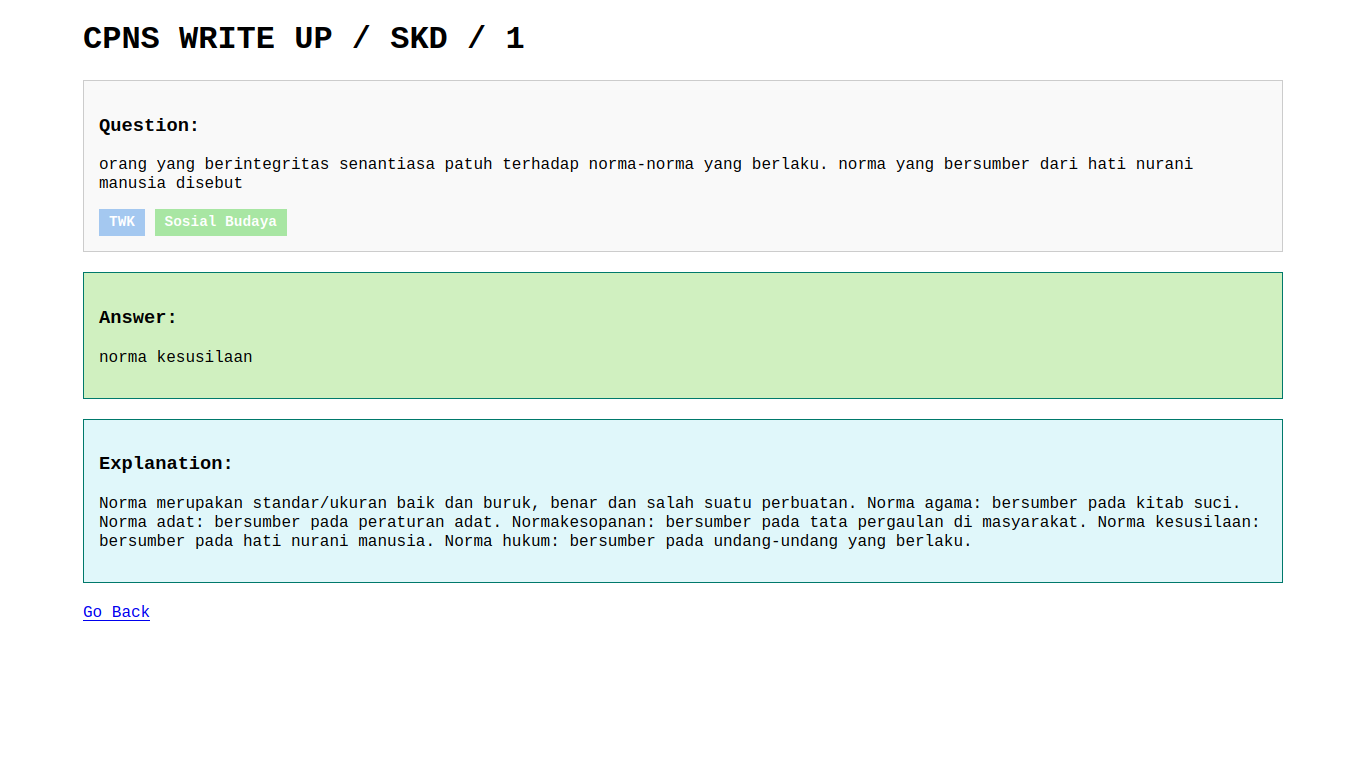 CPNS WRITE UP / SKD / 1
Question:
orang yang berintegritas senantiasa patuh terhadap norma-norma yang berlaku. norma yang bersumber dari hati nurani
manusia disebut
TWK Sosial Budaya
Answer:
norma kesusilaan
Explanation:
Norma merupakan standar/ukuran baik dan buruk, benar dan salah suatu perbuatan. Norma agama: bersumber pada kitab suci.
Norma adat: bersumber pada peraturan adat. Normakesopanan: bersumber pada tata pergaulan di masyarakat. Norma kesusilaan:
bersumber pada hati nurani manusia. Norma hukum: bersumber pada undang-undang yang berlaku.
Go Back